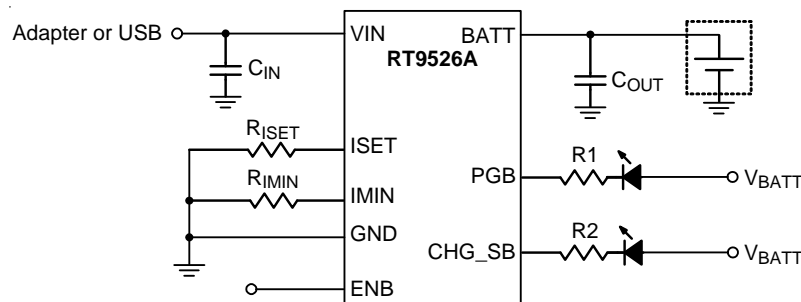 Adapter or USB
VIN
BATT
RT9526A
CIN
COUT
RISET
ISET
PGB
R1
VBATT
RIMIN
IMIN
GND
CHG_SB
R2
VBATT
ENB